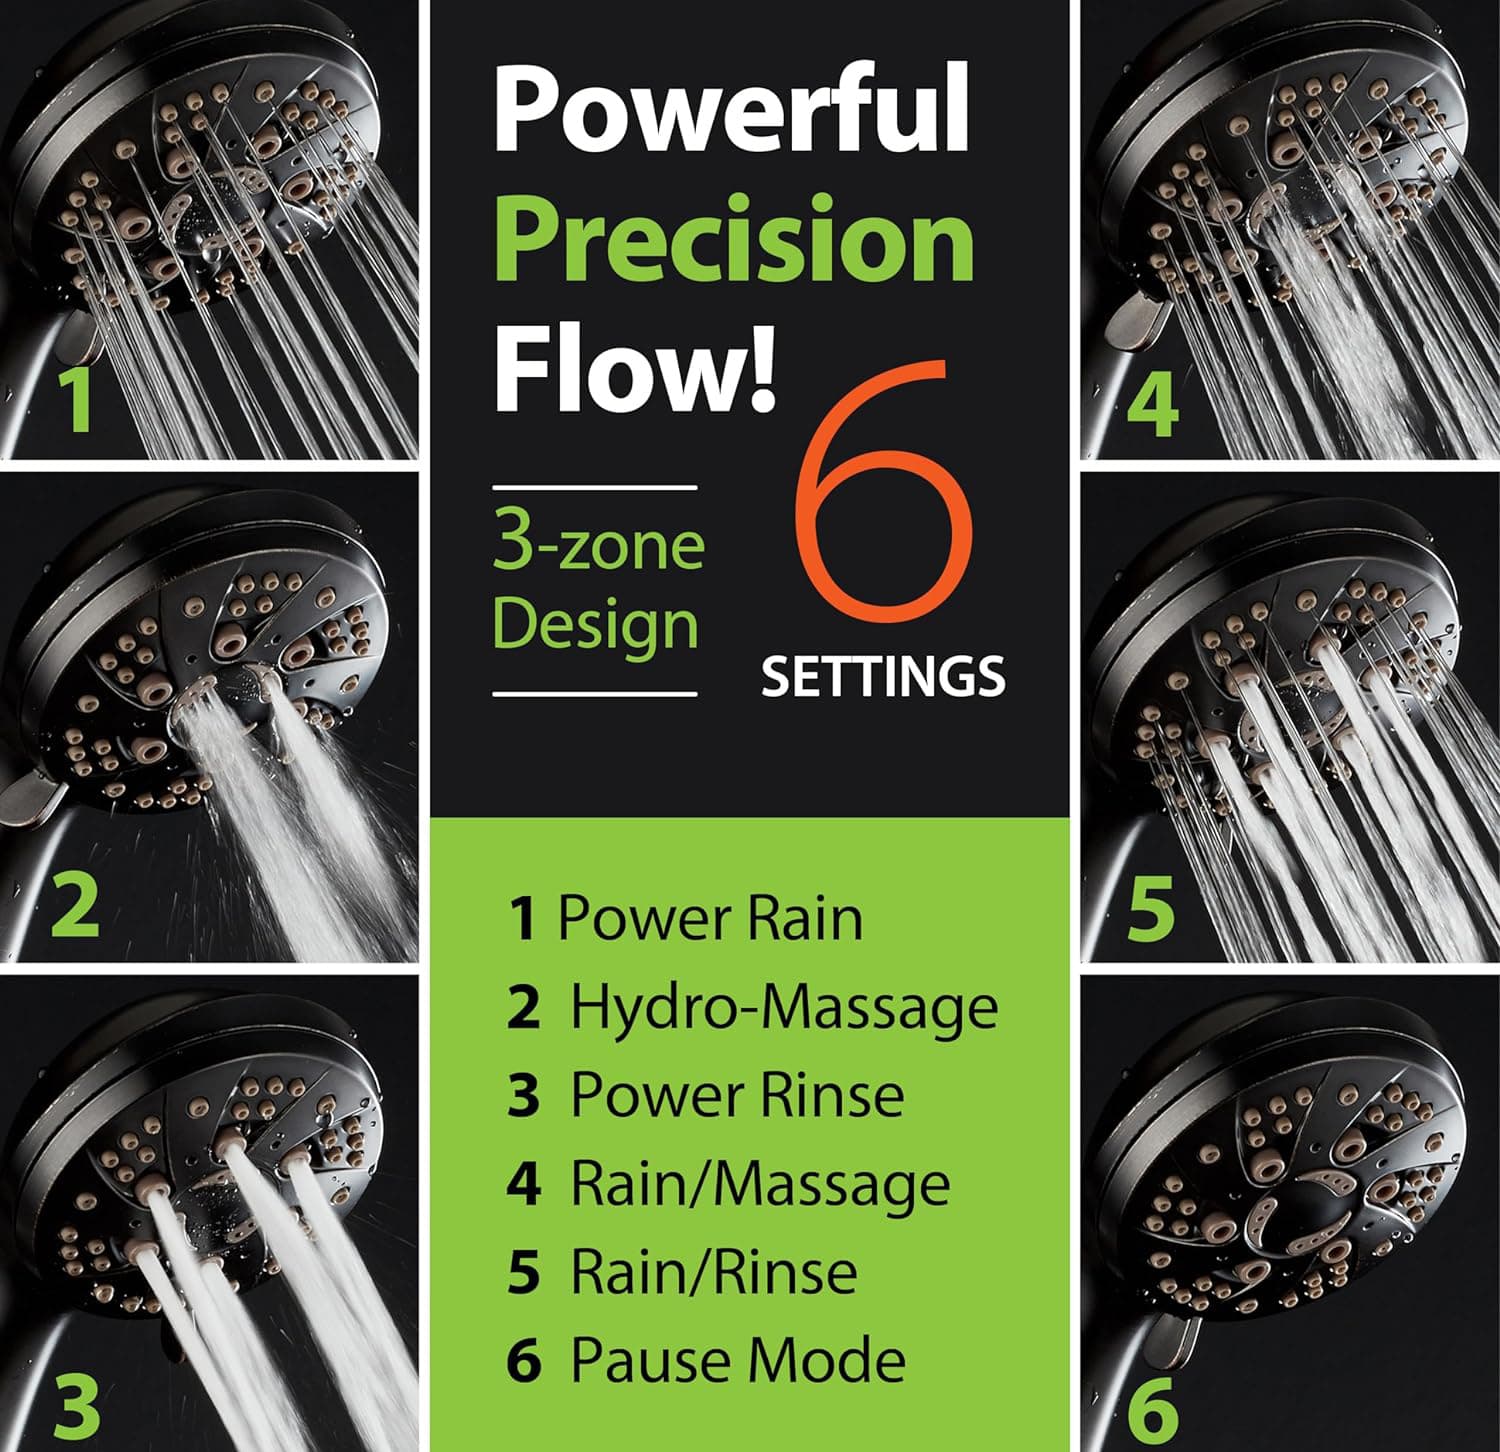 Powerful
Precision
Flow!
3-zone
Design
6
SETTINGS
1 Power Rain
2 Hydro-Massage
3 Power Rinse
4 Rain/Massage
5 Rain/Rinse
6 Pause Mode
1
2
3
4
5
6